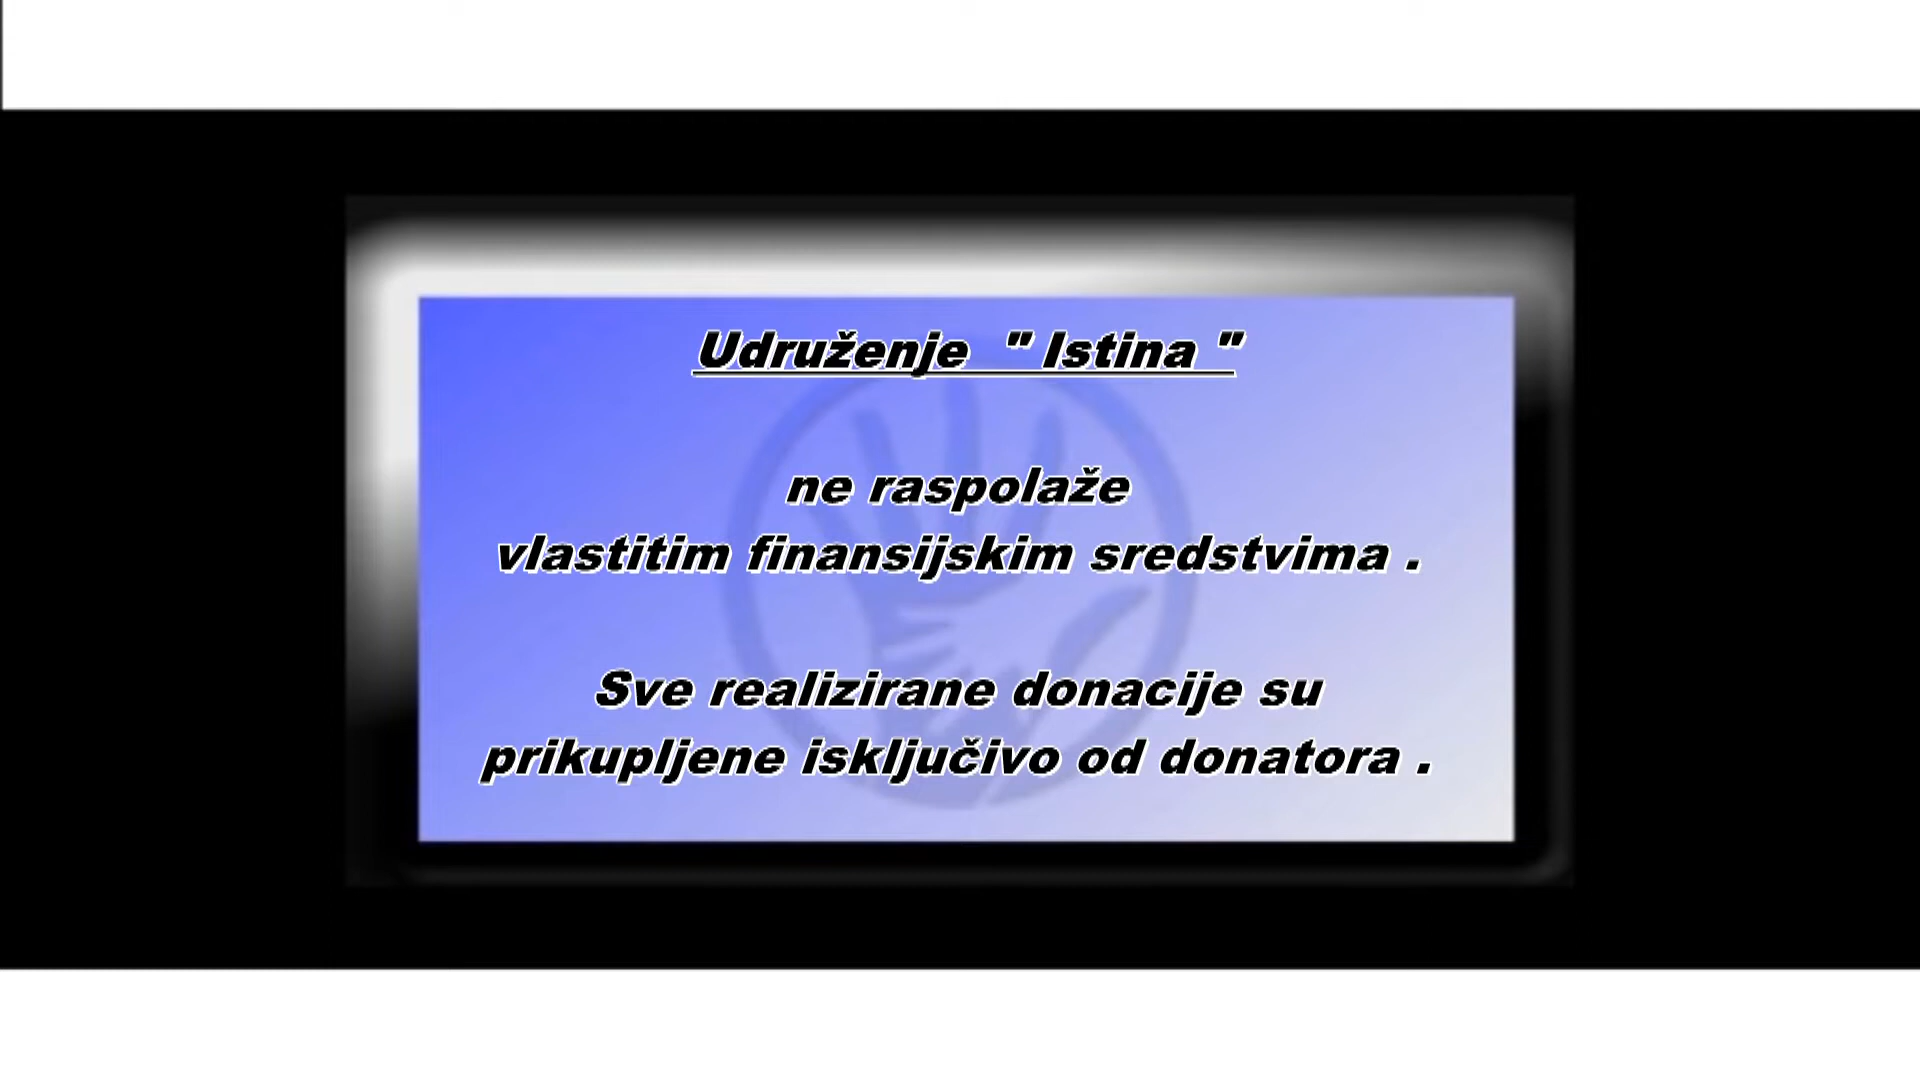 Udruženje " Istina "
ne raspolaže
vlastitim finansijskim sredstvima .
Sve realizirane donacije su
prikupljene isključivo od donatora .